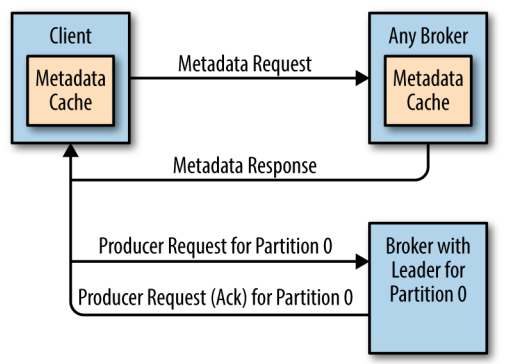 Client
Metadata
Cache
Metadata Request
Any Broker
Metadata
Cache
Metadata Response
Producer Request for Partition 0
Producer Request (Ack) for Partition 0
Broker with
Leader for
Partition 0